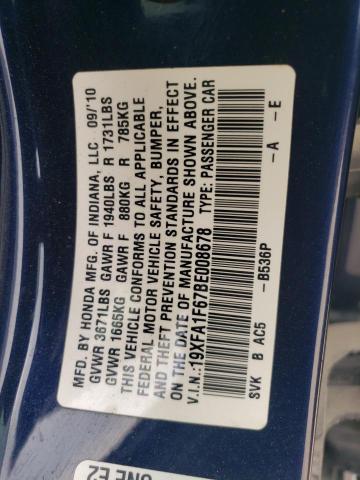 MFD. BY HONDA MFG. OF INDIANA, LLC 09/'10
GVWR 3671LBS GAWR F 1940LBS R 1731LBS
GVWR 1665KG GAWR F 880KG R 785KG
THIS VEHICLE CONFORMS TO ALL APPLICABLE
FEDERAL MOTOR VEHICLE SAFETY, BUMPER,
AND THEFT PREVENTION STANDARDS IN EFFECT
ON THE DATE OF MANUFACTURE SHOWN ABOVE.
V.I.N.: 19XFA1F67BE008678 TYPE: PASSENGER CAR
-B536P -A -E
SVK B AC5